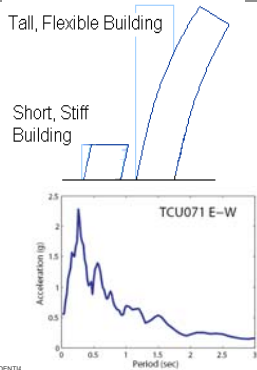 Tall, Flexible Building
Short, Stiff
Building
TCU071 E-W
2.5
2
1.5
1
0.5
0
Acceleration (g)
0 0.5 1 1.5 2 2.5 3
Period (sec)